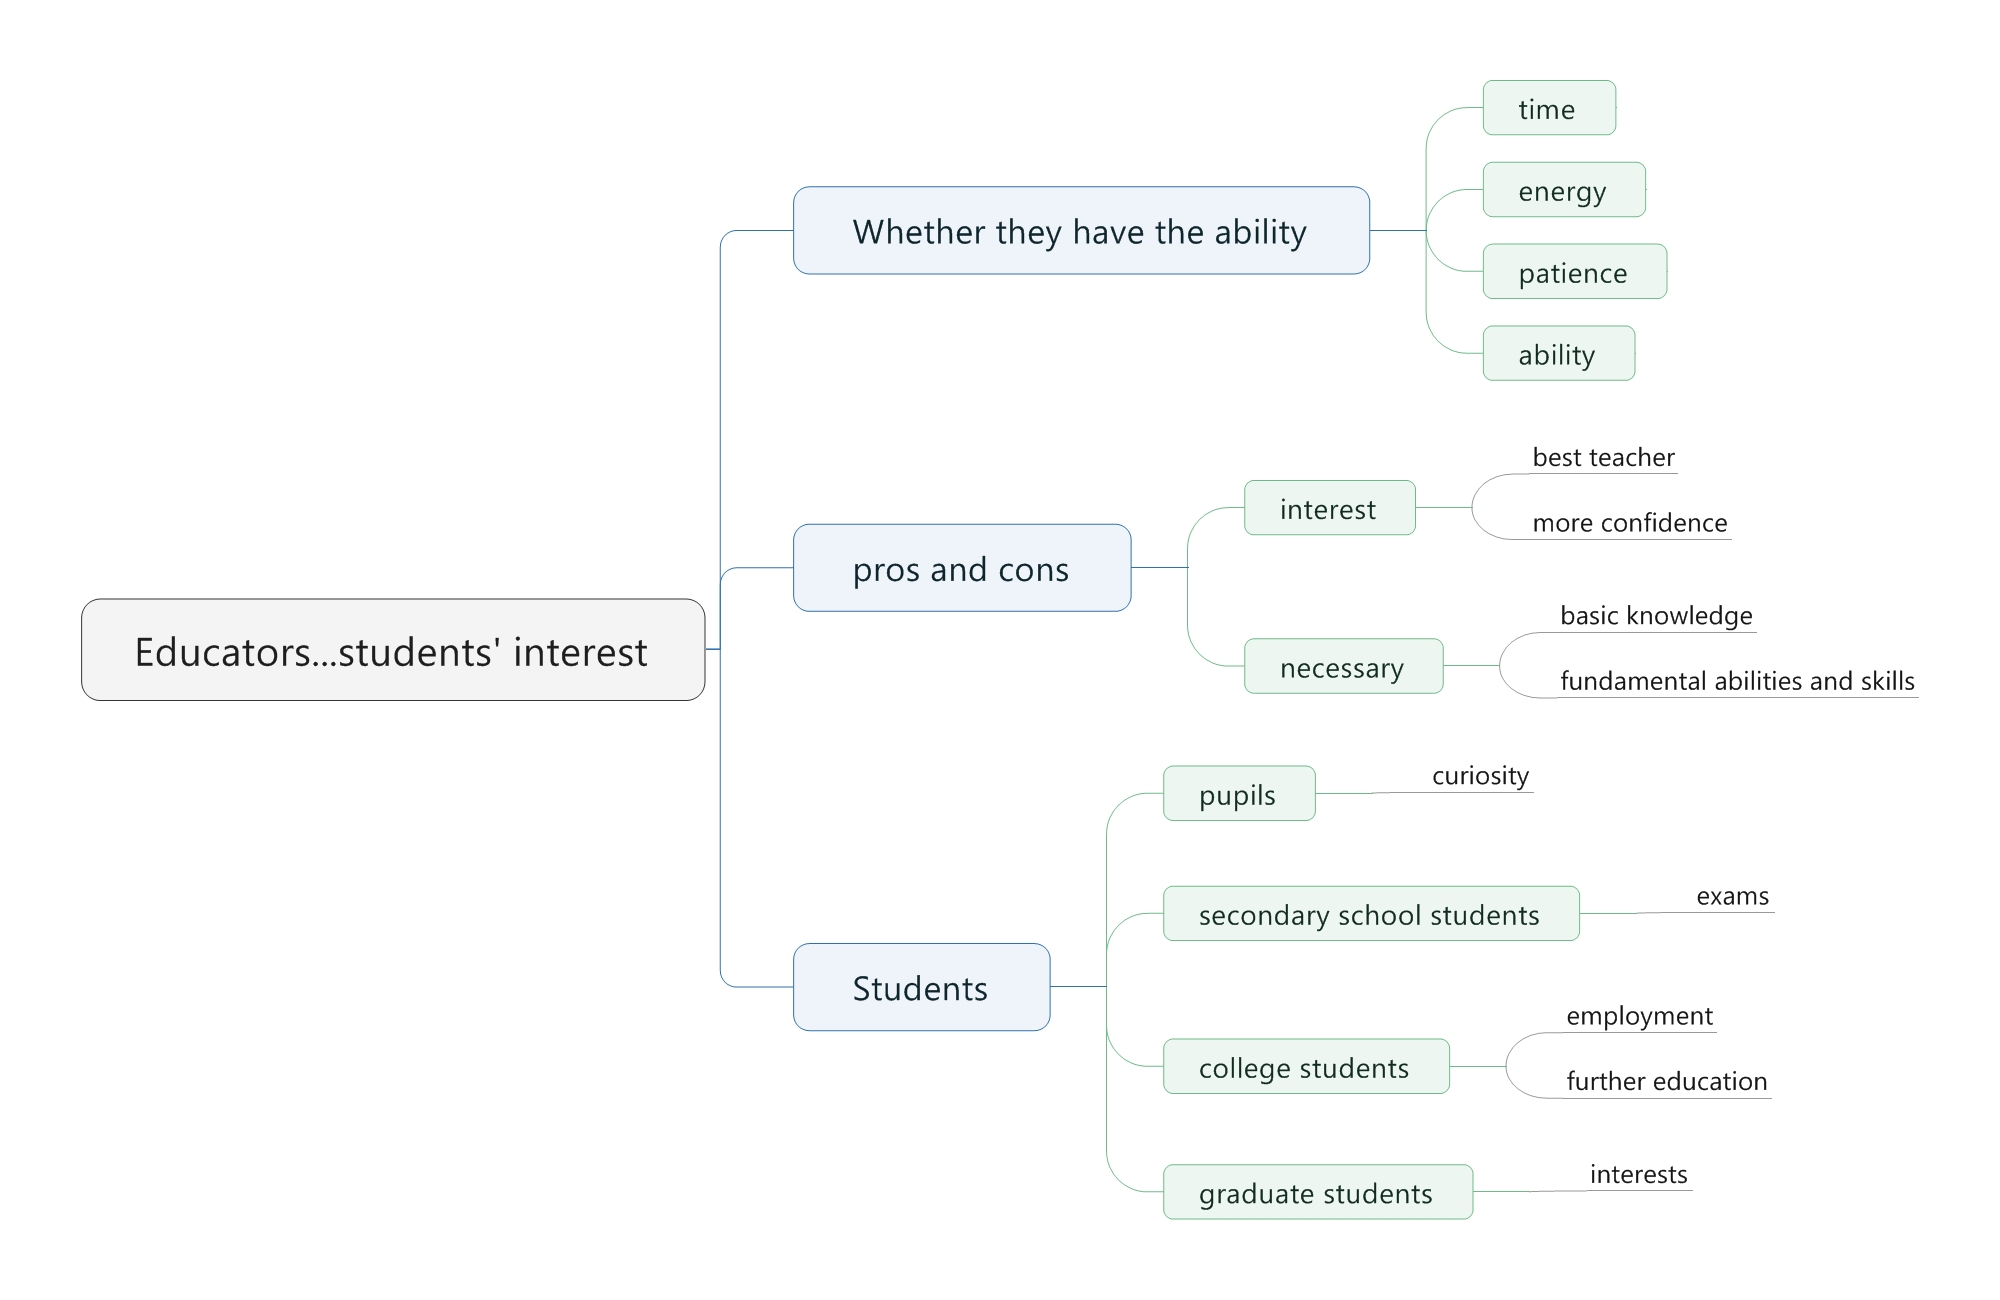 Educators...students' interest
Whether they have the ability
time
energy
patience
ability
pros and cons
interest
best teacher
more confidence
necessary
basic knowledge
fundamental abilities and skills
Students
pupils
curiosity
secondary school students
exams
college students
employment
further education
graduate students
interests